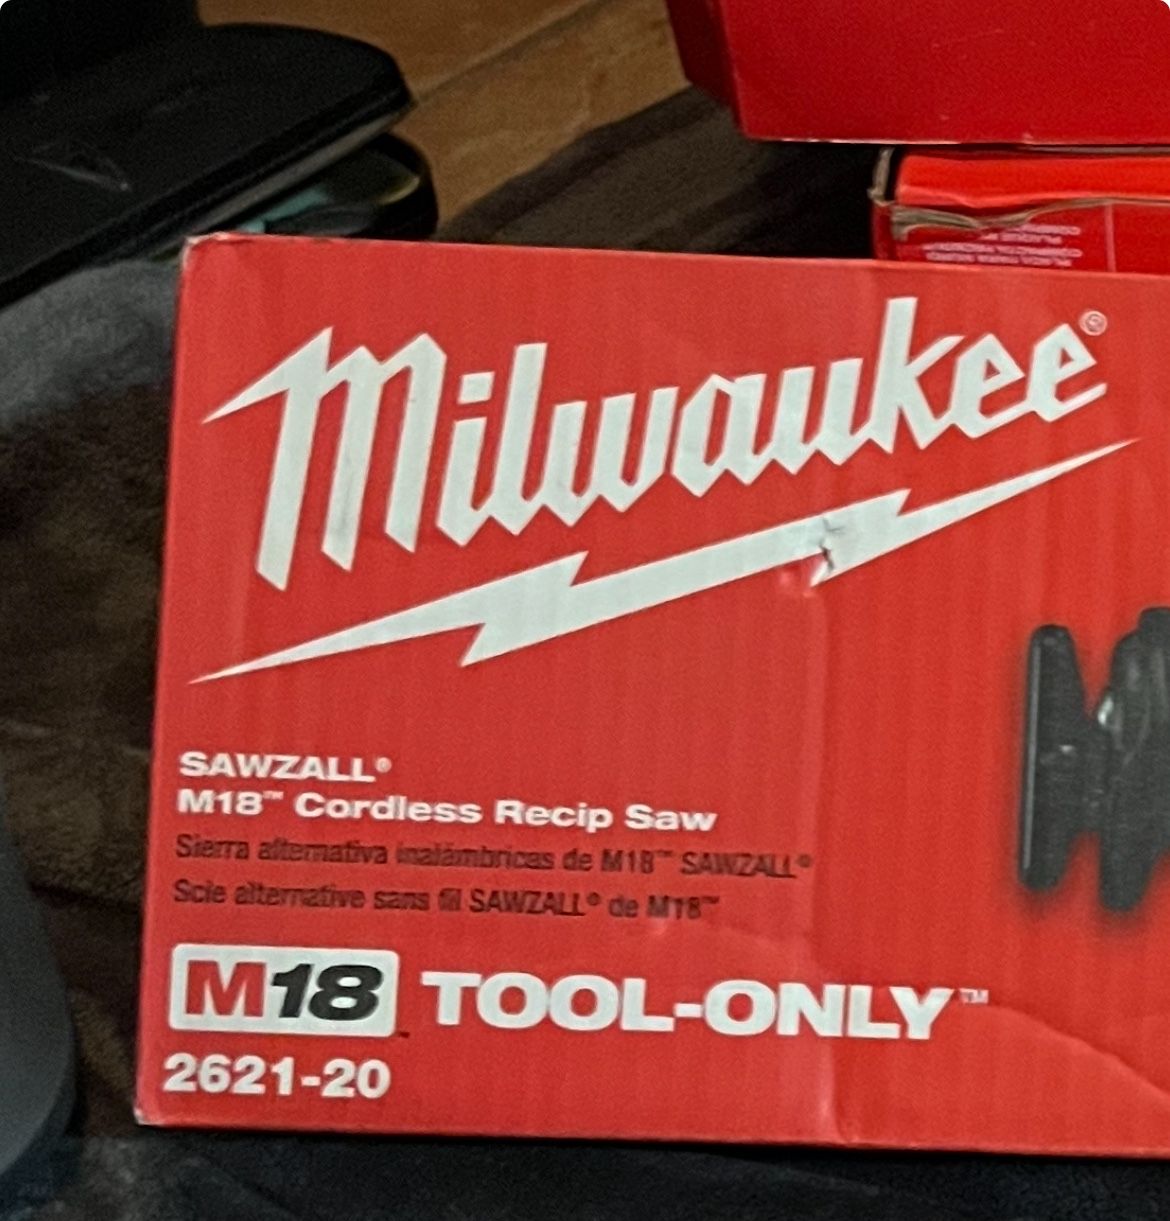 Milwaukee®
SAWZALL®
M18™ Cordless Recip Saw
Sierra alternativa inalámbricas de M18™ SAWZALL®
Scie alternative sans fil SAWZALL® de M18™
M18™ TOOL-ONLY™
2621-20